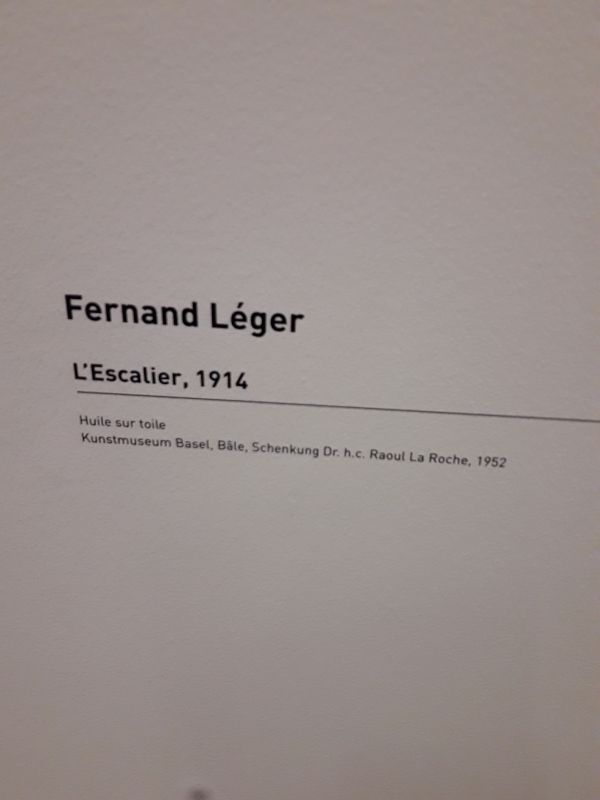 Fernand Léger
L'Escalier, 1914
Huile sur toile
Kunstmuseum Basel, Bâle, Schenkung Dr. h.c. Raoul La Roche, 1952